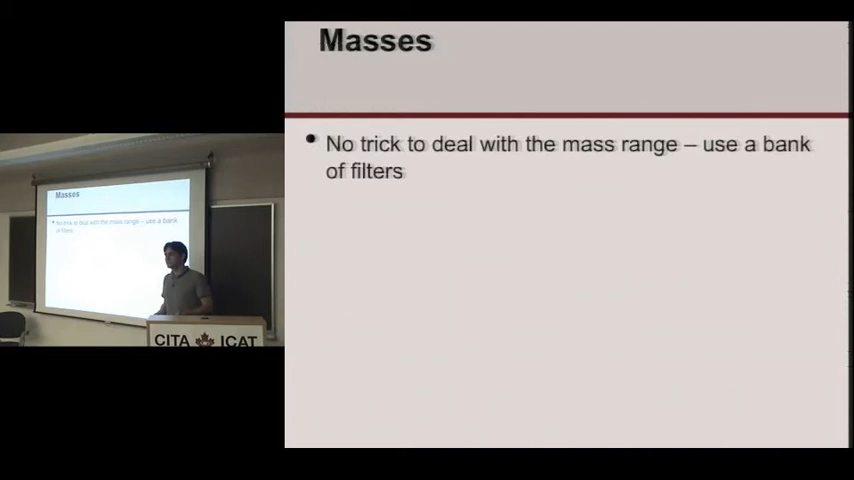 Masses
• No trick to deal with the mass range – use a bank
of filters
Masses
• No trick to deal with the mass range – use a bank
of filters
CITA ICAT